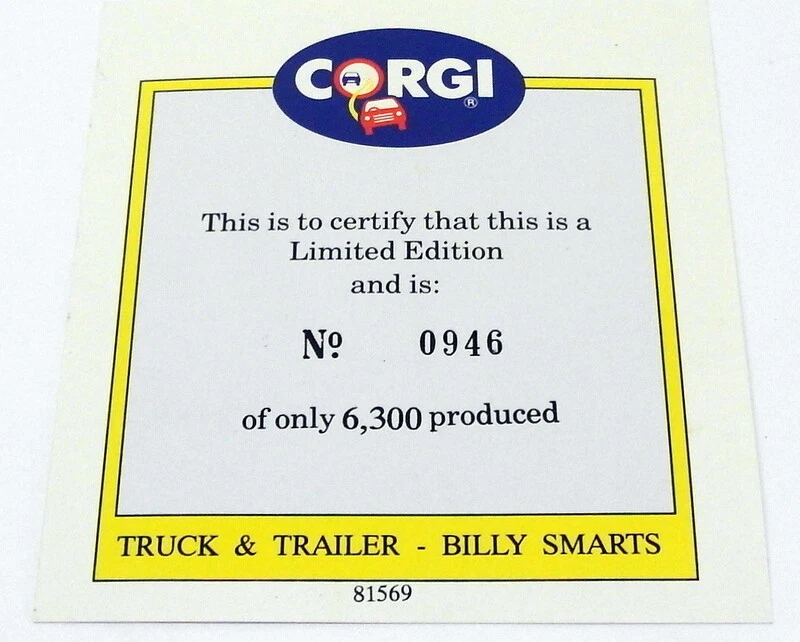 CORGI
®
This is to certify that this is a
Limited Edition
and is:
Nº 0946
of only 6,300 produced
TRUCK & TRAILER - BILLY SMARTS
81569